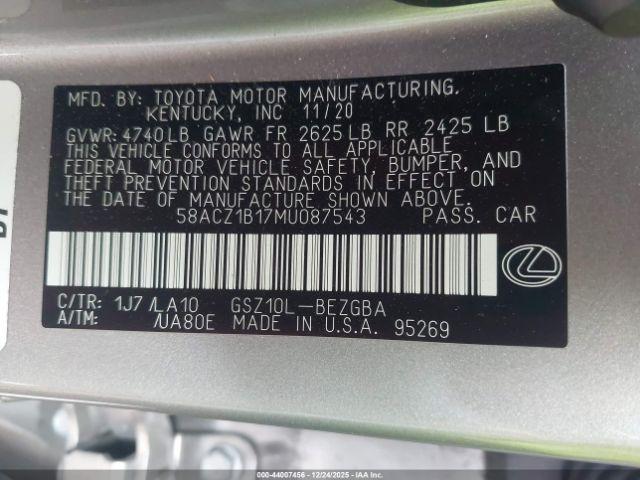 MFD. BY: TOYOTA MOTOR MANUFACTURING,
KENTUCKY, INC 11/20
GVWR: 4740 LB GAWR FR 2625 LB RR 2425 LB
THIS VEHICLE CONFORMS TO ALL APPLICABLE
FEDERAL MOTOR VEHICLE SAFETY, BUMPER, AND
THEFT PREVENTION STANDARDS IN EFFECT ON
THE DATE OF MANUFACTURE SHOWN ABOVE.
58ACZ1B17MU087543 PASS. CAR
C/TR: 1J7 /LA10 GSZ10L-BEZGBA
A/TM: /UA80E MADE IN U.S.A. 95269
000-44007456 - 12/24/2025 - IAAI.COM